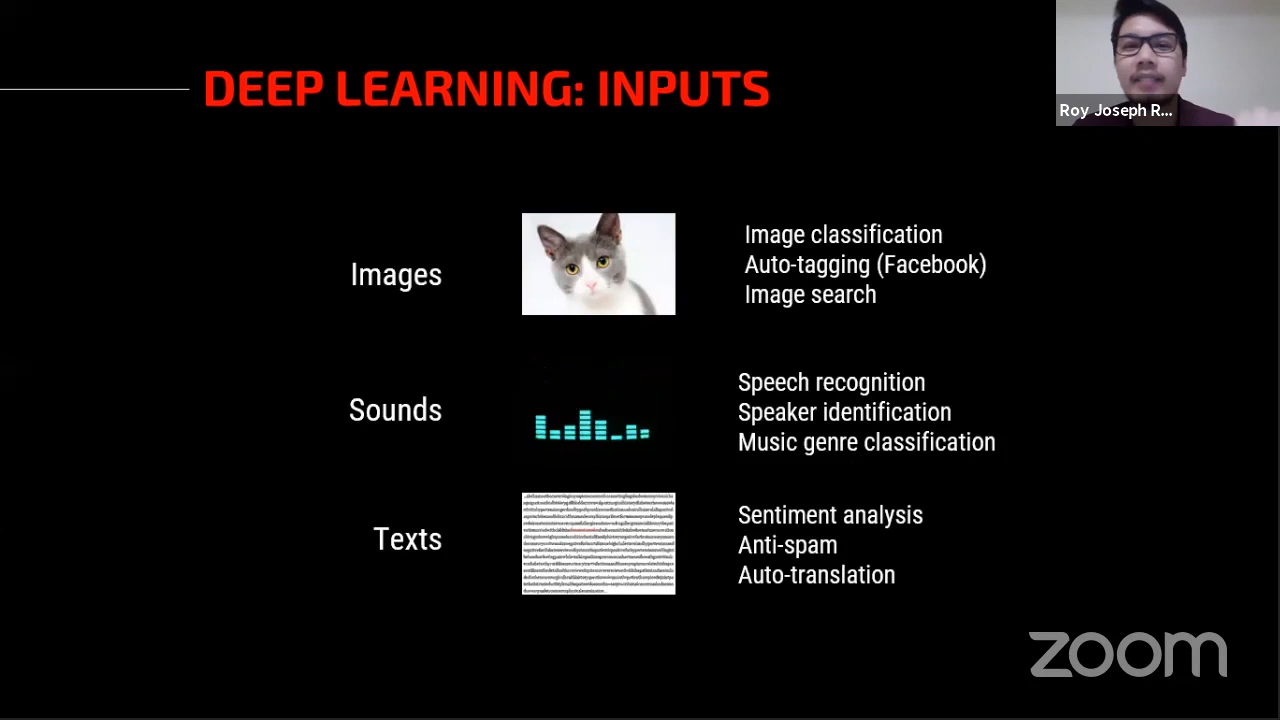 DEEP LEARNING: INPUTS
Roy Joseph R...
Images
Image classification
Auto-tagging (Facebook)
Image search
Sounds
Speech recognition
Speaker identification
Music genre classification
Texts
Sentiment analysis
Anti-spam
Auto-translation
zoom